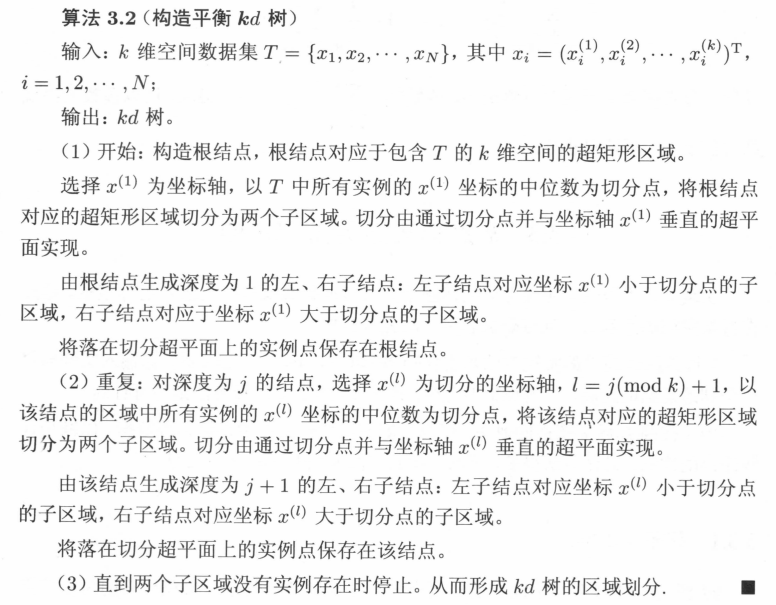 算法 3.2（构造平衡 kd 树）
输入：k 维空间数据集 T = {x₁, x₂, ⋯ , x_N}，其中 xᵢ = (xᵢ⁽¹⁾, xᵢ⁽²⁾, ⋯ , xᵢ⁽ᵏ⁾)ᵀ，
i = 1, 2, ⋯ , N；
输出：kd 树。
（1）开始：构造根结点，根结点对应于包含 T 的 k 维空间的超矩形区域。
选择 x⁽¹⁾ 为坐标轴，以 T 中所有实例的 x⁽¹⁾ 坐标的中位数为切分点，将根结点
对应的超矩形区域切分为两个子区域。切分由通过切分点并与坐标轴 x⁽¹⁾ 垂直的超平
面实现。
由根结点生成深度为 1 的左、右子结点：左子结点对应坐标 x⁽¹⁾ 小于切分点的子
区域，右子结点对应于坐标 x⁽¹⁾ 大于切分点的子区域。
将落在切分超平面上的实例点保存在根结点。
（2）重复：对深度为 j 的结点，选择 x⁽ˡ⁾ 为切分的坐标轴，l = j(mod k) + 1，以
该结点的区域中所有实例的 x⁽ˡ⁾ 坐标的中位数为切分点，将该结点对应的超矩形区域
切分为两个子区域。切分由通过切分点并与坐标轴 x⁽ˡ⁾ 垂直的超平面实现。
由该结点生成深度为 j + 1 的左、右子结点：左子结点对应坐标 x⁽ˡ⁾ 小于切分点
的子区域，右子结点对应坐标 x⁽ˡ⁾ 大于切分点的子区域。
将落在切分超平面上的实例点保存在该结点。
（3）直到两个子区域没有实例存在时停止。从而形成 kd 树的区域划分. ■